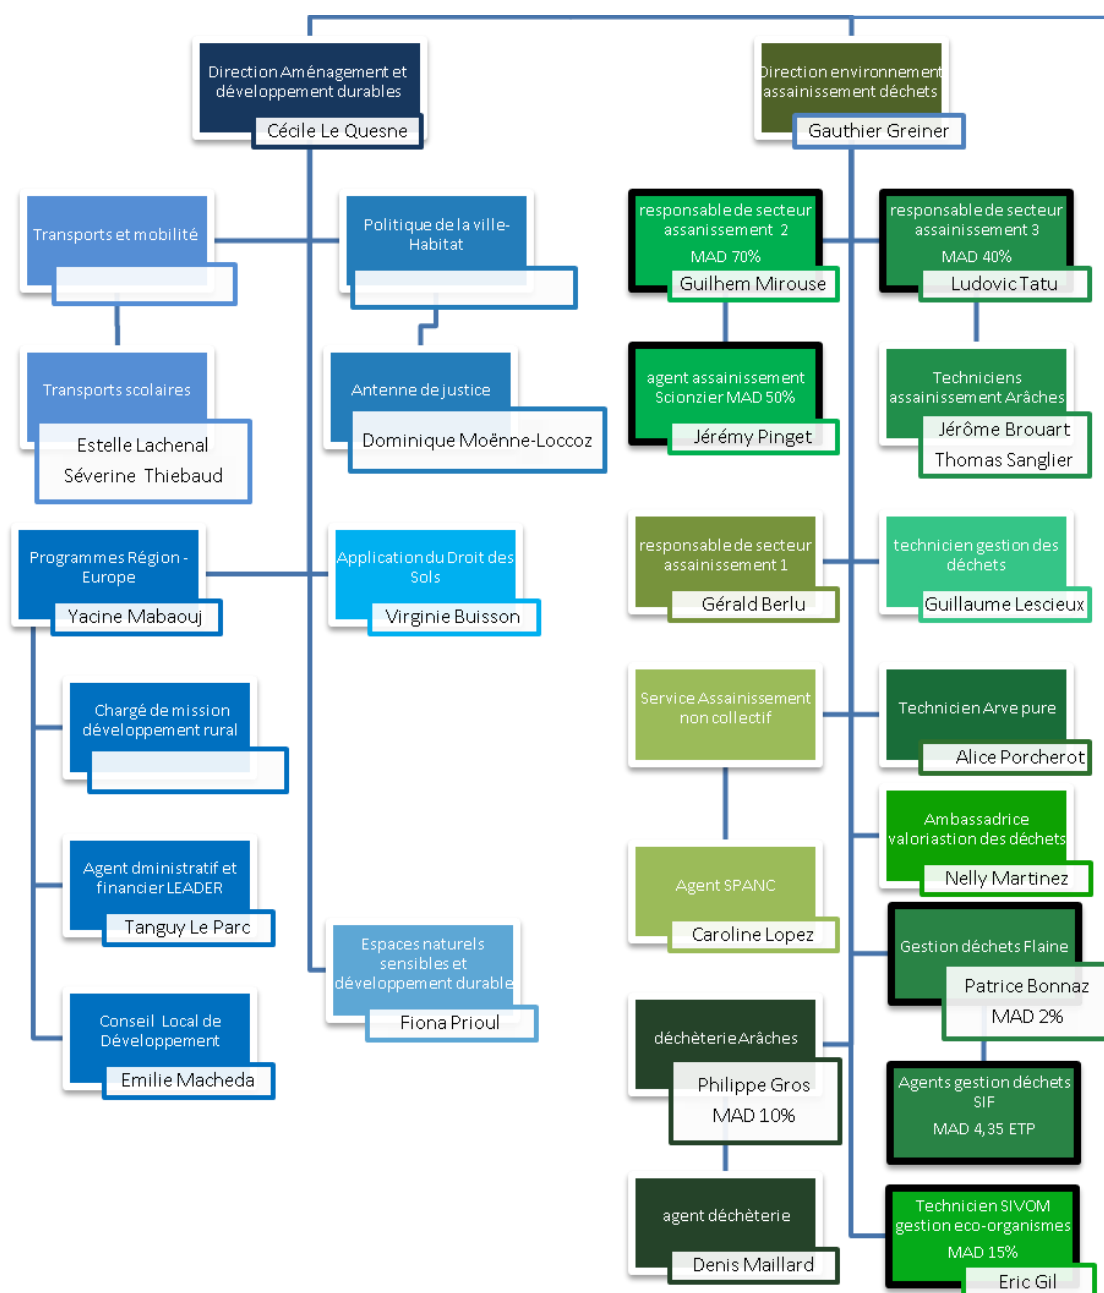 Direction Aménagement et
développement durables
Cécile Le Quesne
Transports et mobilité
Politique de la ville-
Habitat
Transports scolaires
Estelle Lachenal
Séverine Thiebaud
Antenne de justice
Dominique Moënne-Loccoz
Programmes Région -
Europe
Yacine Mabaouj
Application du Droit des
Sols
Virginie Buisson
Chargé de mission
développement rural
Agent dministratif et
financier LEADER
Tanguy Le Parc
Conseil Local de
Développement
Emilie Macheda
Espaces naturels
sensibles et
développement durable
Fiona Prioul
Direction environnement
assainissement déchets
Gauthier Greiner
responsable de secteur
assanissement 2
MAD 70%
Guilhem Mirouse
responsable de secteur
assainissement 3
MAD 40%
Ludovic Tatu
agent assainissement
Scionzier MAD 50%
Jérémy Pinget
Techniciens
assainissement Arâches
Jérôme Brouart
Thomas Sanglier
responsable de secteur
assainissement 1
Gérald Berlu
technicien gestion des
déchets
Guillaume Lescieux
Service Assainissement
non collectif
Technicien Arve pure
Alice Porcherot
Agent SPANC
Caroline Lopez
Ambassadrice
valoriastion des déchets
Nelly Martinez
Gestion déchets Flaine
Patrice Bonnaz
MAD 2%
déchèterie Arâches
Philippe Gros
MAD 10%
Agents gestion déchets
SIF
MAD 4,35 ETP
agent déchèterie
Denis Maillard
Technicien SIVOM
gestion eco-organismes
MAD 15%
Eric Gil